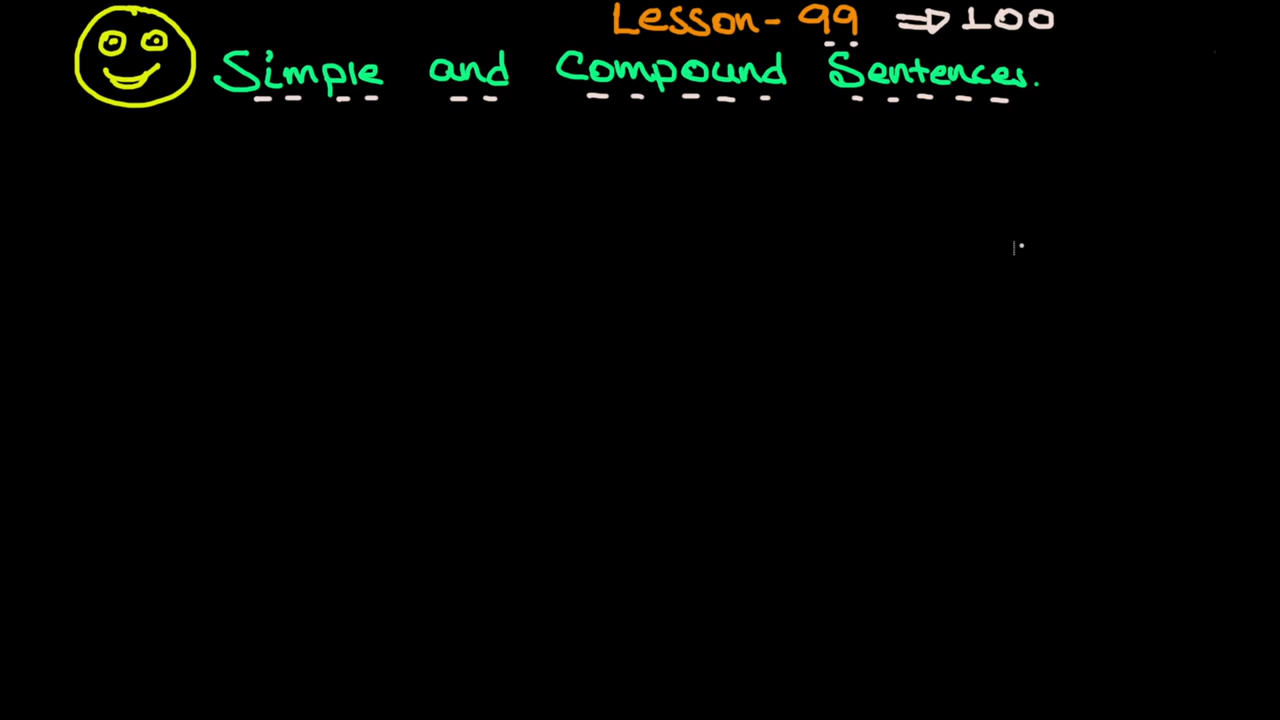 Lesson - 99 ⇒ 100
Simple and Compound Sentences.